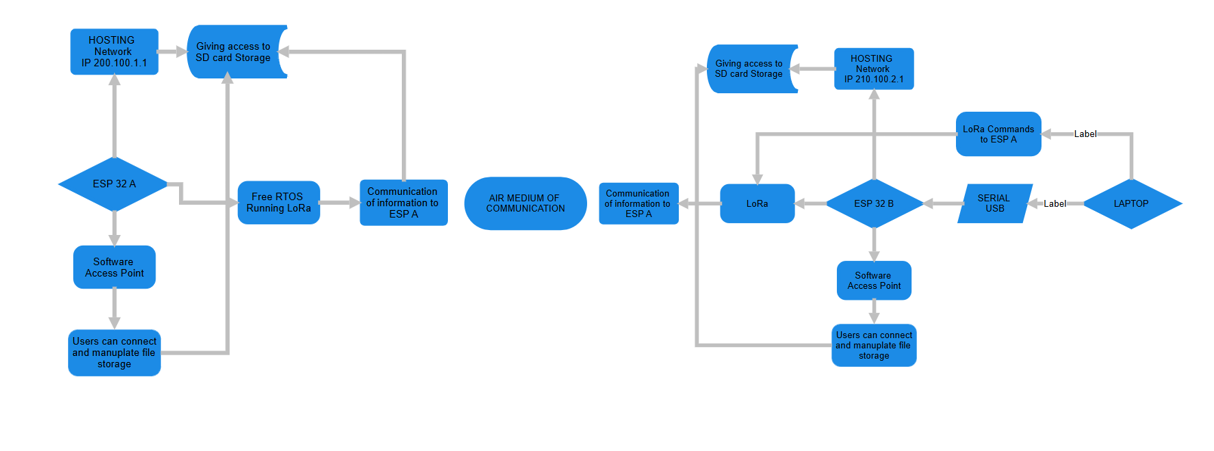 HOSTING
Network
IP 200.100.1.1
Giving access to
SD card Storage
ESP 32 A
Free RTOS
Running LoRa
Communication
of information to
ESP A
Software
Access Point
Users can connect
and manuplate file
storage
AIR MEDIUM OF
COMMUNICATION
Giving access to
SD card Storage
HOSTING
Network
IP 210.100.2.1
LoRa Commands
to ESP A
Label
Communication
of information to
ESP A
LoRa
ESP 32 B
SERIAL
USB
Label
LAPTOP
Software
Access Point
Users can connect
and manuplate file
storage